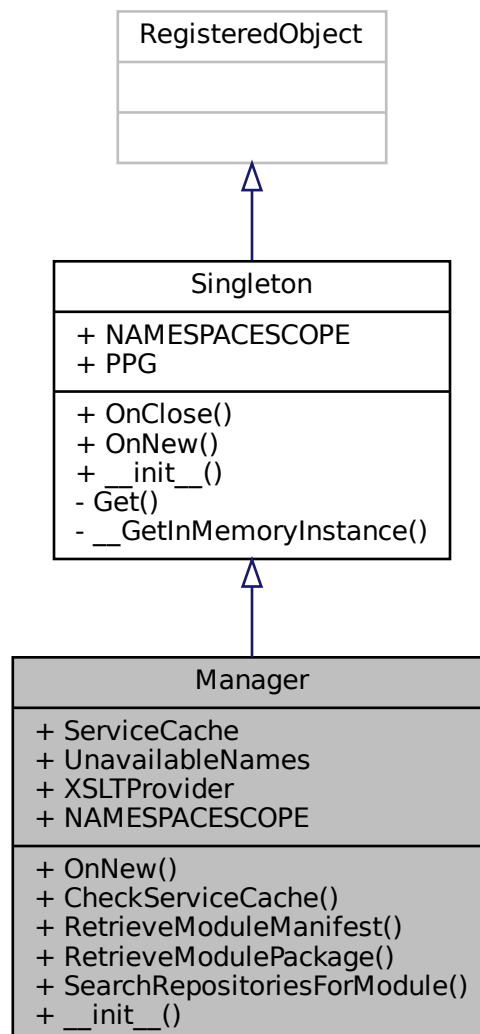 RegisteredObject
Singleton
+ NAMESPACESCOPE
+ PPG
+ OnClose()
+ OnNew()
+ __init__()
- Get()
- __GetInMemoryInstance()
Manager
+ ServiceCache
+ UnavailableNames
+ XSLTProvider
+ NAMESPACESCOPE
+ OnNew()
+ CheckServiceCache()
+ RetrieveModuleManifest()
+ RetrieveModulePackage()
+ SearchRepositoriesForModule()
+ __init__()